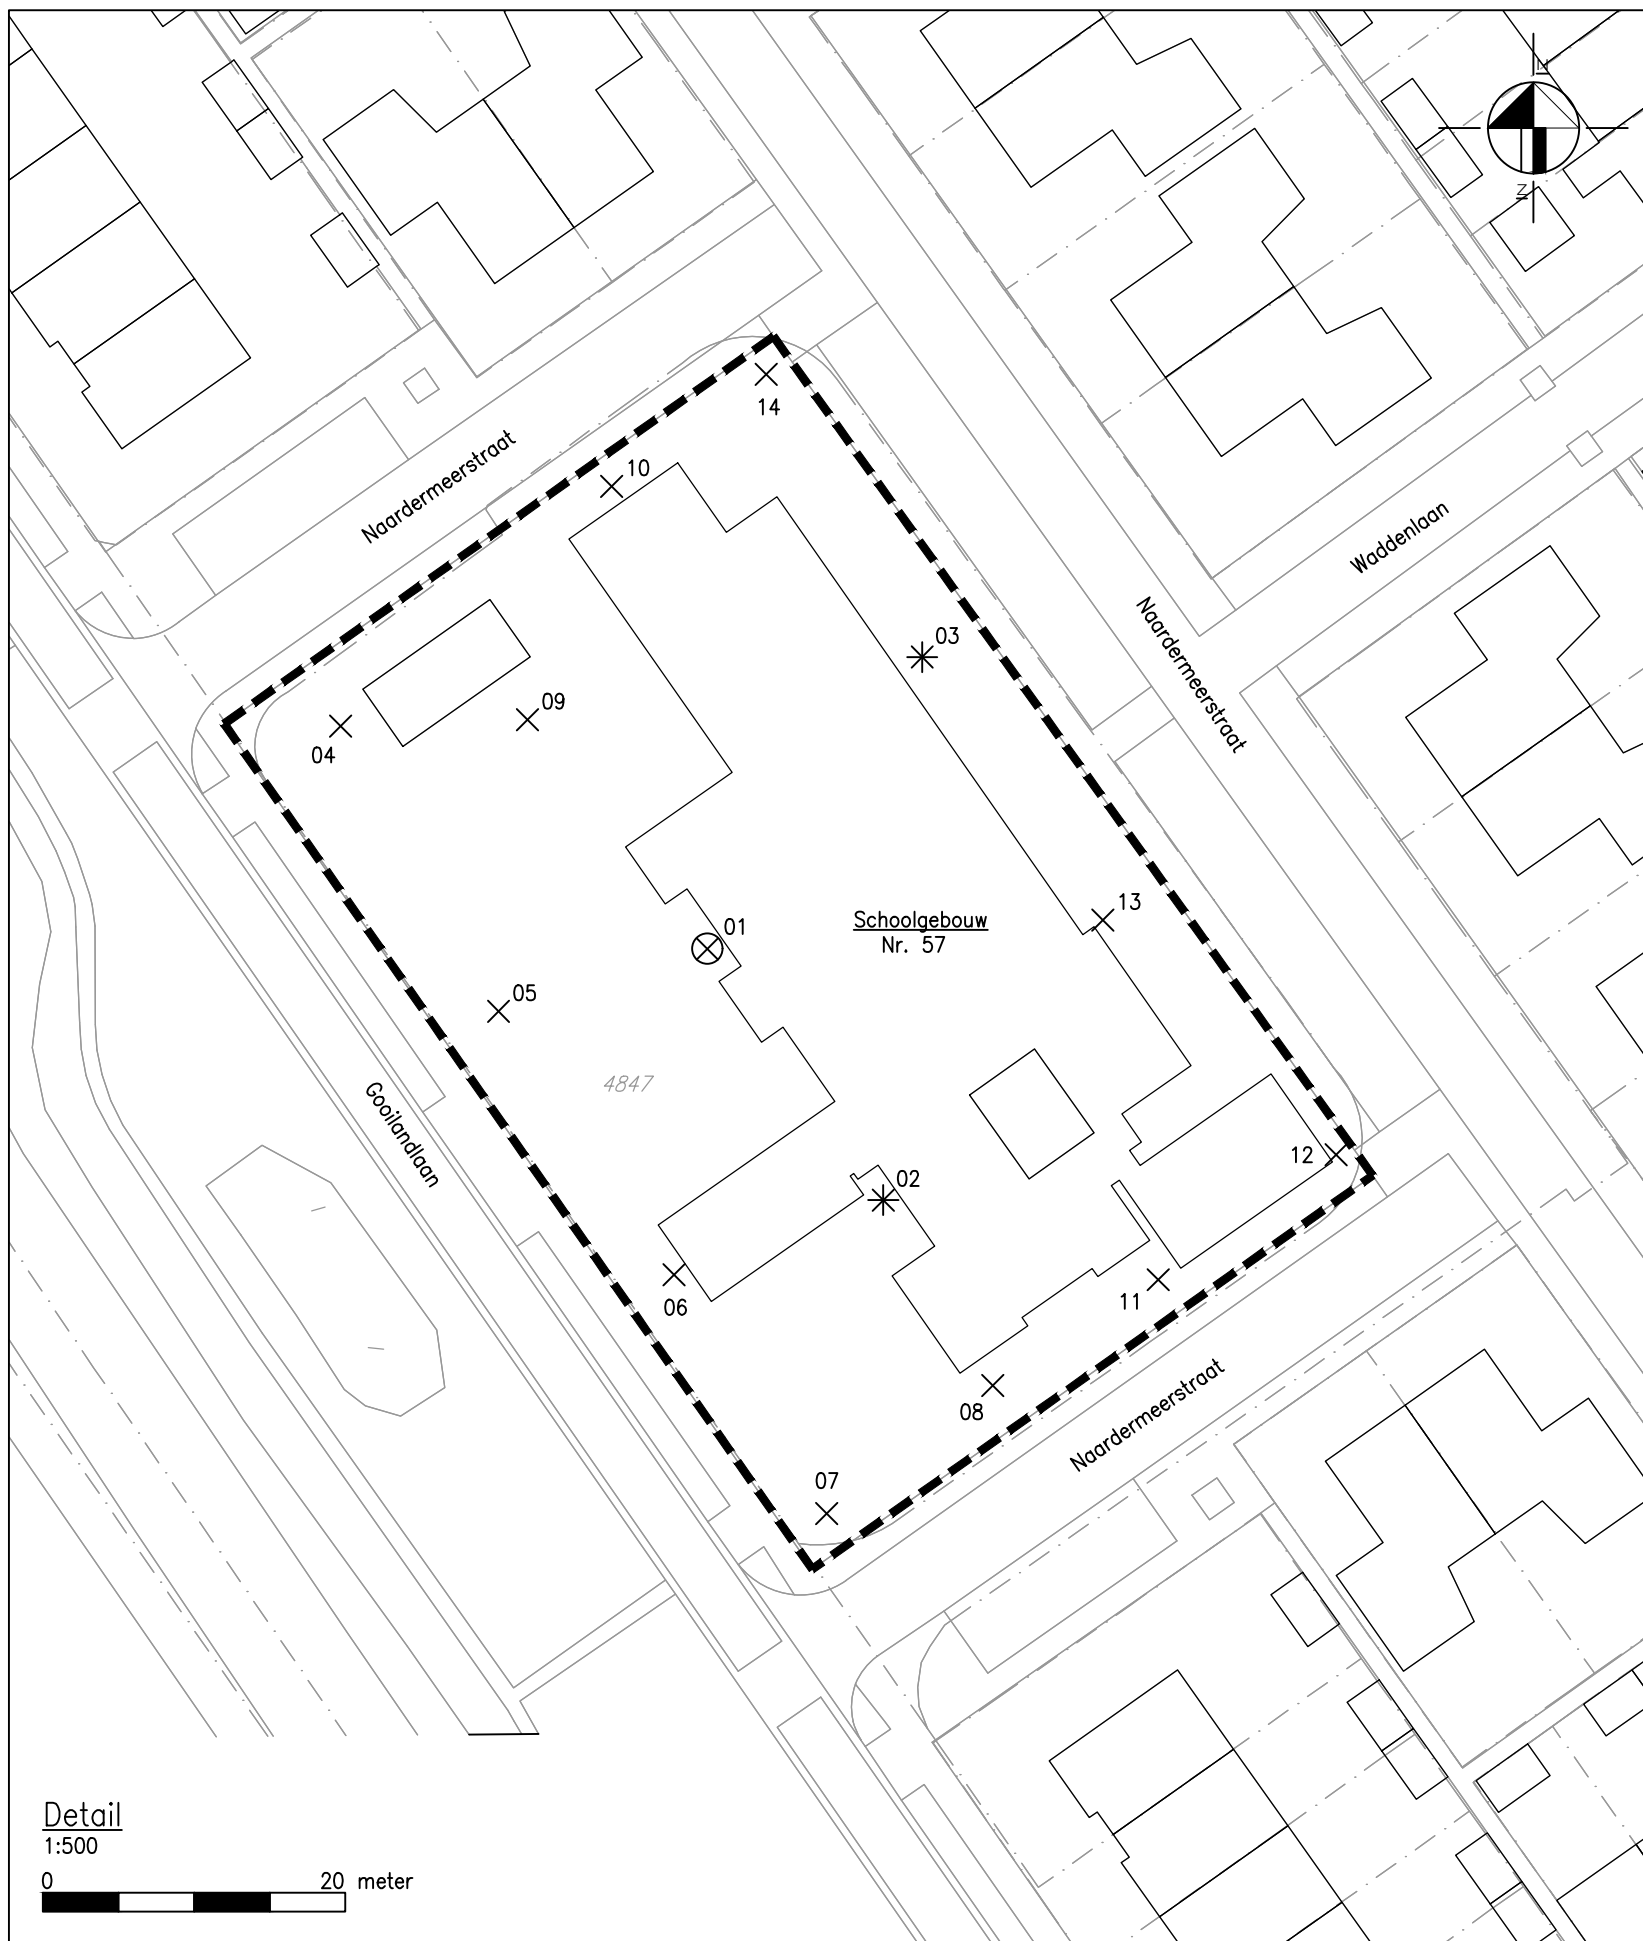 N
Z
14
10
Naardermeerstraat
Waddenlaan
03
Naardermeerstraat
09
04
13
Schoolgebouw
Nr. 57
01
05
4847
Gooilandlaan
12
02
06
11
Naardermeerstraat
08
07
Detail
1:500
0 20 meter